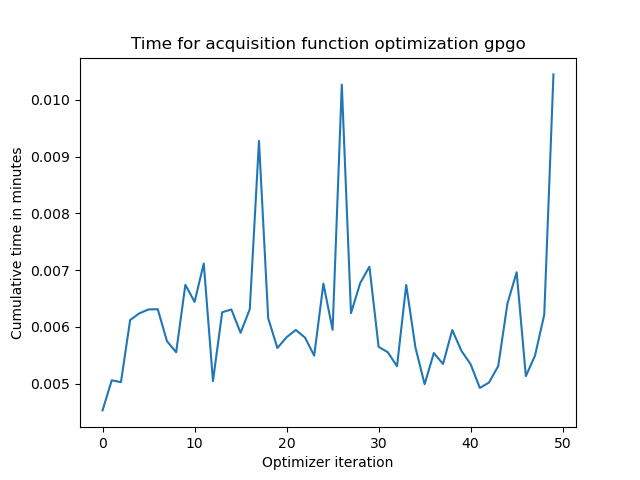 Time for acquisition function optimization gpgo
Cumulative time in minutes
0.010
0.009
0.008
0.007
0.006
0.005
0 10 20 30 40 50
Optimizer iteration